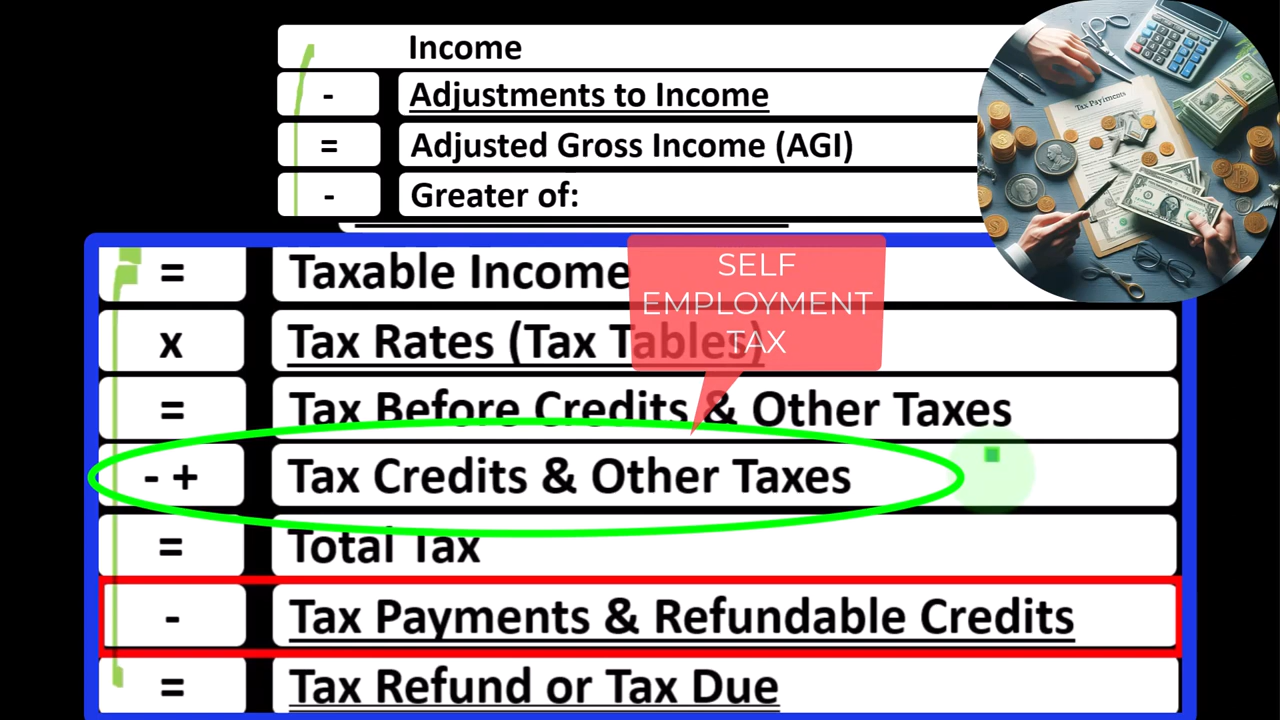 Income
- Adjustments to Income
= Adjusted Gross Income (AGI)
- Greater of:
= Taxable Income
x Tax Rates (Tax Tables)
= Tax Before Credits & Other Taxes
- + Tax Credits & Other Taxes
= Total Tax
- Tax Payments & Refundable Credits
= Tax Refund or Tax Due
SELF
EMPLOYMENT
TAX
Tax Payments